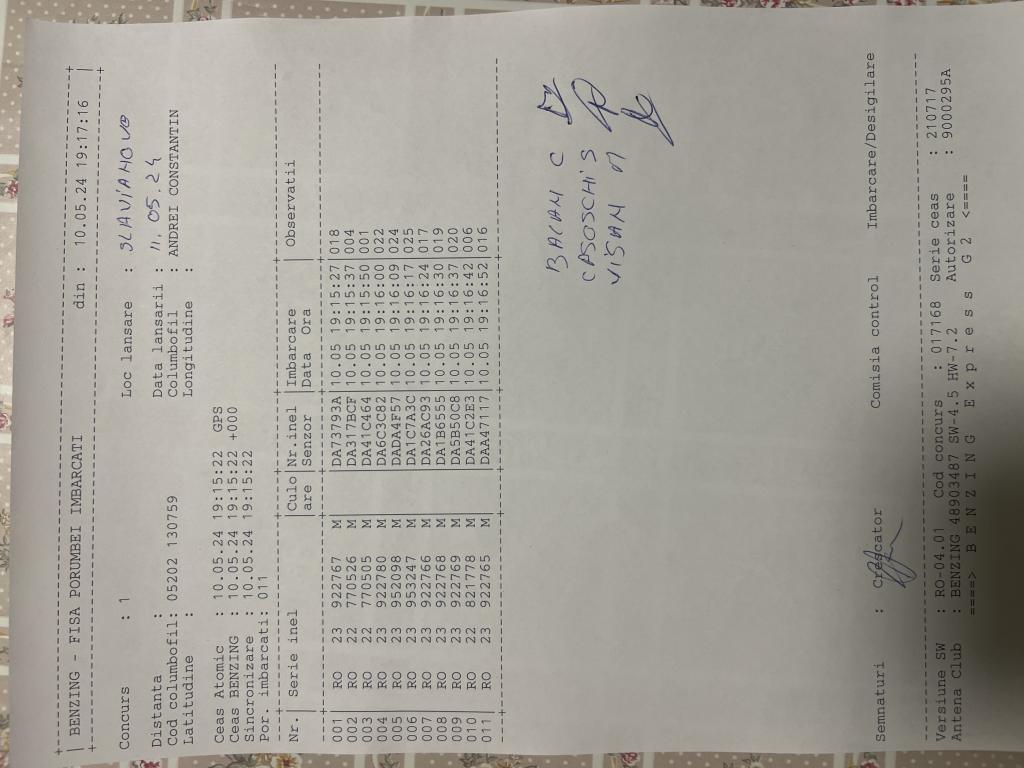 +-----------------------------------------------------------------------------+
| BENZING - FISA PORUMBEI IMBARCATI din : 10.05.24 19:17:16 |
+-----------------------------------------------------------------------------+
Concurs : 1 Loc lansare : SLAVIANOVO
Distanta : Data lansarii : 11.05.24
Cod columbofil: 05202 130759 Columbofil : ANDREI CONSTANTIN
Latitudine : Longitudine :
Ceas Atomic : 10.05.24 19:15:22 GPS
Ceas BENZING : 10.05.24 19:15:22 +000
Sincronizare : 10.05.24 19:15:22
Por. imbarcati: 011
Nr.| Serie inel |Culo|Nr.inel |Imbarcare | Observatii
|are |Senzor |Data Ora |
001 | RO 23 922767 M | |DA73793A|10.05 19:15:27|018
002 | RO 22 770526 M | |DA317BCF|10.05 19:15:37|004
003 | RO 22 770505 M | |DA41C464|10.05 19:15:50|001
004 | RO 23 922780 M | |DA6C3C82|10.05 19:16:00|022
005 | RO 23 952098 M | |DADA4F57|10.05 19:16:09|024
006 | RO 23 953247 M | |DA1C7A3C|10.05 19:16:17|025
007 | RO 23 922766 M | |DA26AC93|10.05 19:16:24|017
008 | RO 23 922768 M | |DA1B6555|10.05 19:16:30|019
009 | RO 23 922769 M | |DA5B50C8|10.05 19:16:37|020
010 | RO 22 821778 M | |DA41C2E3|10.05 19:16:42|006
011 | RO 23 922765 M | |DAA47117|10.05 19:16:52|016
BACIAN C
CASOSCHI S
VISAN M
Semnaturi : Crescator Comisia control Imbarcare/Desigilare
Versiune SW : RO-04.01 Cod concurs : 017168 Serie ceas : 210717
Antena Club : BENZING 48903487 SW-4.5 HW-7.2 Autorizare : 9000295A
====> B E N Z I N G E x p r e s s G 2 <====